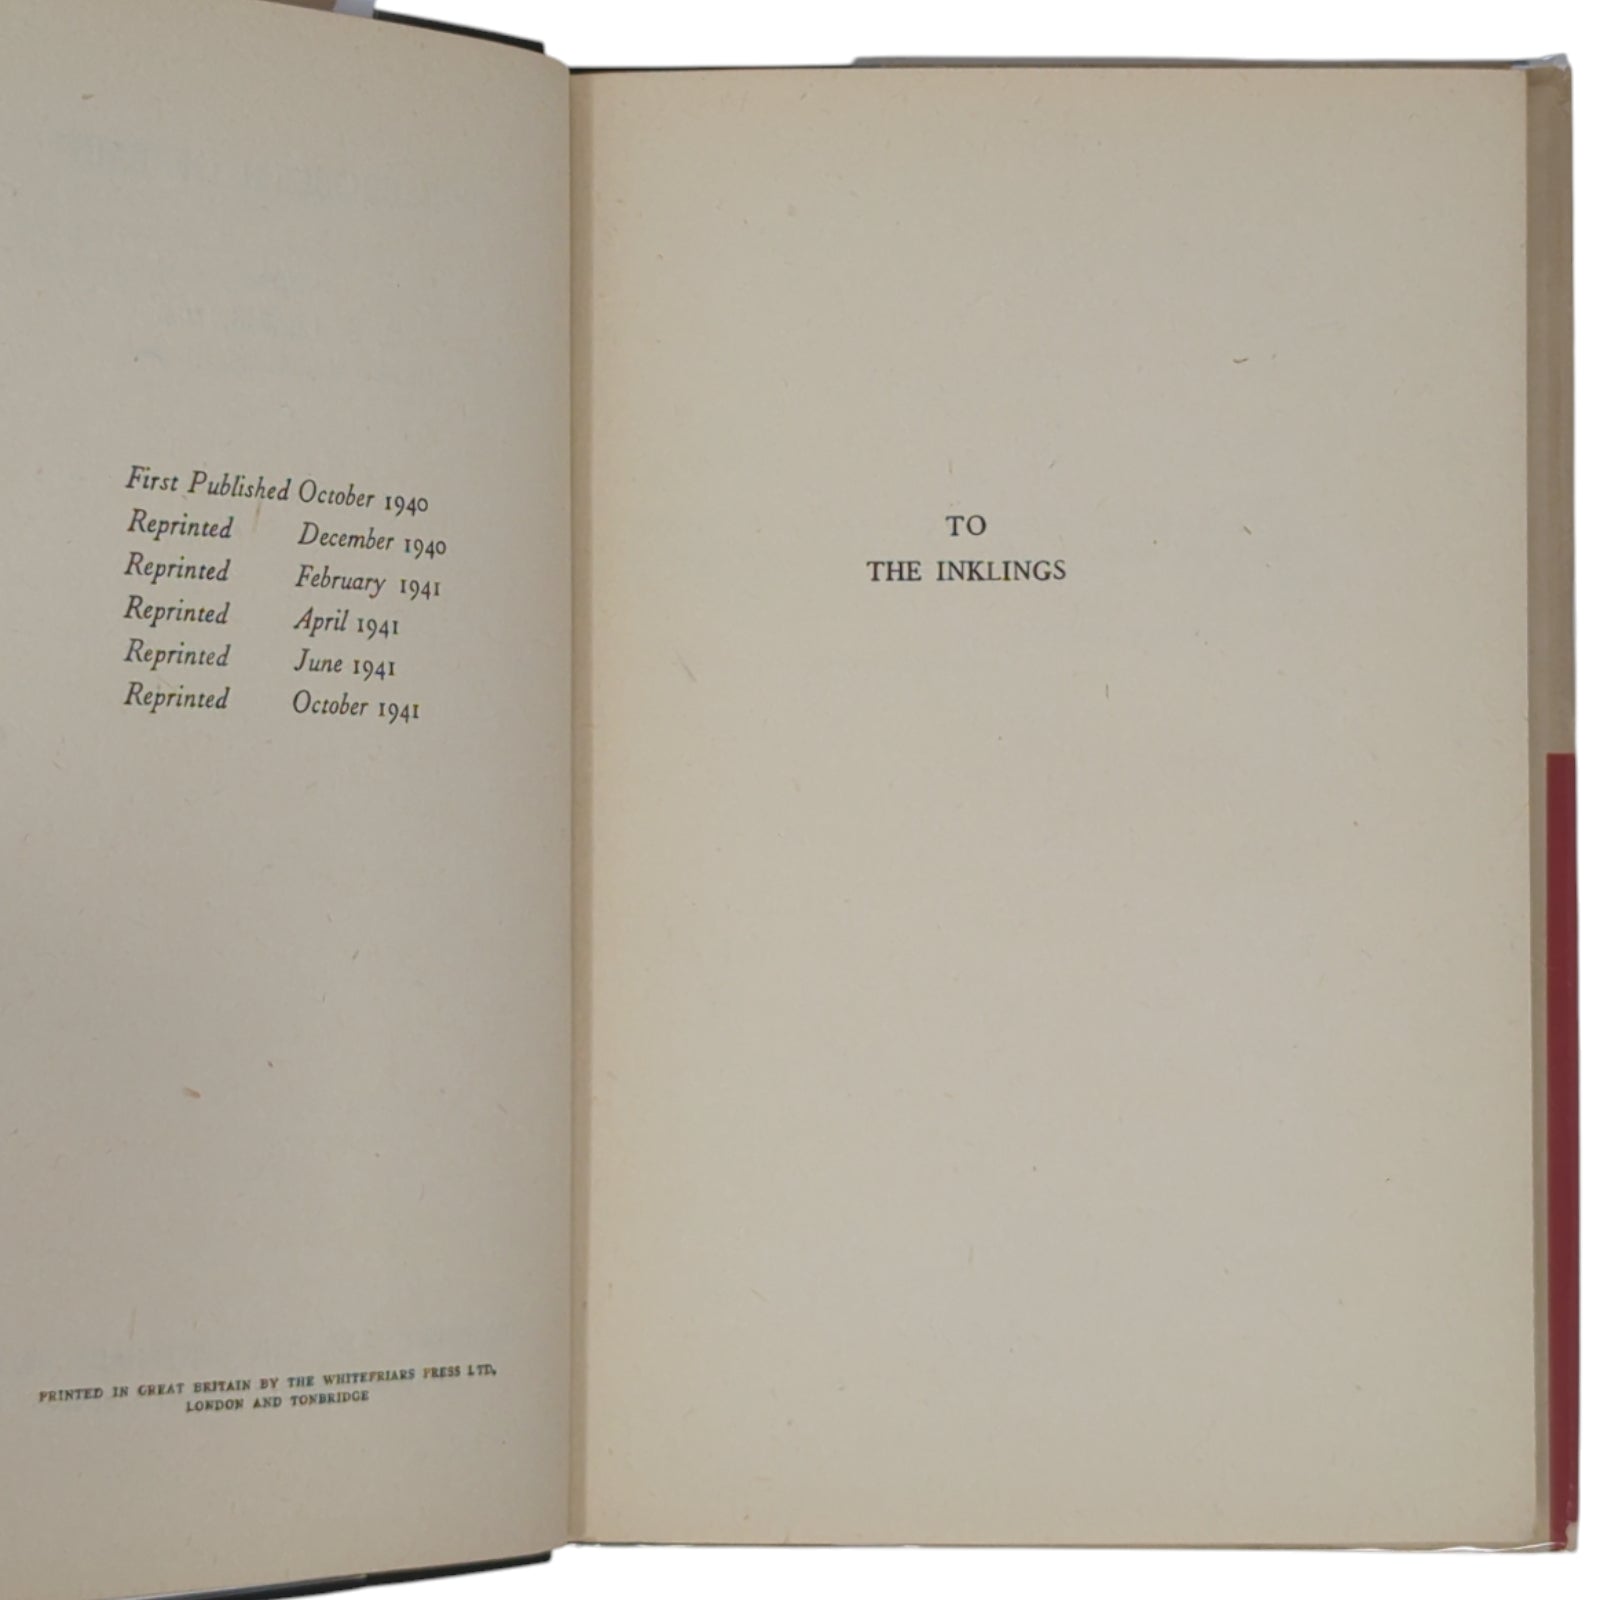 First Published October 1940
Reprinted December 1940
Reprinted February 1941
Reprinted April 1941
Reprinted June 1941
Reprinted October 1941
PRINTED IN GREAT BRITAIN BY THE WHITEFRIARS PRESS LTD.
LONDON AND TONBRIDGE
TO
THE INKLINGS